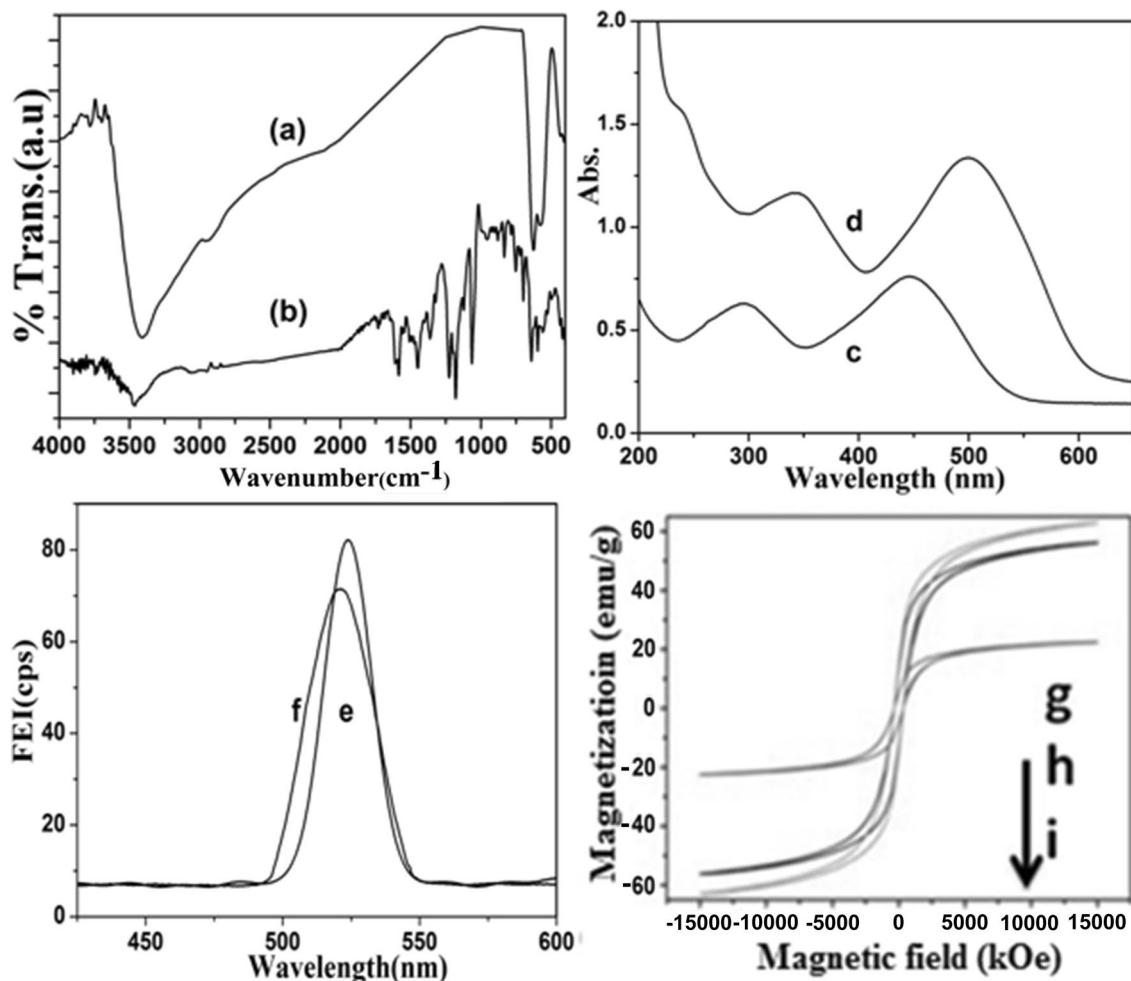 % Trans.(a.u)
(a)
(b)
4000 3500 3000 2500 2000 1500 1000 500
Wavenumber(cm-1)
Abs.
2.0
1.5
1.0
0.5
0.0
d
c
200 300 400 500 600
Wavelength (nm)
FEI(cps)
80
60
40
20
0
f e
450 500 550 600
Wavelength(nm)
Magnetizatioin (emu/g)
60
40
20
0
-20
-40
-60
g
h
i
-15000 -10000 -5000 0 5000 10000 15000
Magnetic field (kOe)